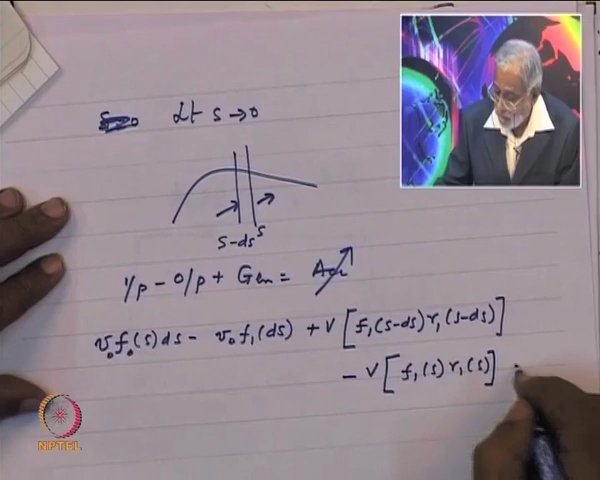 Lt s → 0
s-ds s
I/p - O/p + Gen = Acc
v₀f₀(s)ds - v₀f₁(ds) + V[f₁(s-ds)r₁(s-ds)]
- V[f₁(s)r₁(s)]
NPTEL